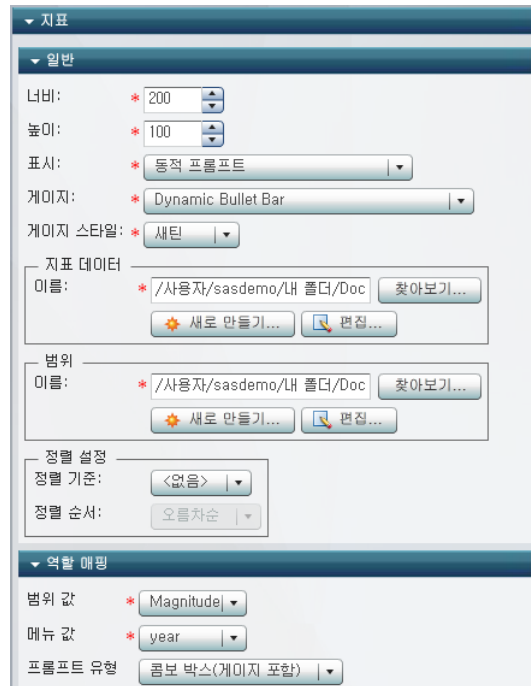 지표
일반
너비: * 200
높이: * 100
표시: * 동적 프롬프트
게이지: * Dynamic Bullet Bar
게이지 스타일: * 새틴
지표 데이터
이름: * /사용자/sasdemo/내 폴더/Doc 찾아보기...
새로 만들기... 편집...
범위
이름: * /사용자/sasdemo/내 폴더/Doc 찾아보기...
새로 만들기... 편집...
정렬 설정
정렬 기준: <없음>
정렬 순서: 오름차순
역할 매핑
범위 값 * Magnitude
메뉴 값 * year
프롬프트 유형 콤보 박스(게이지 포함)